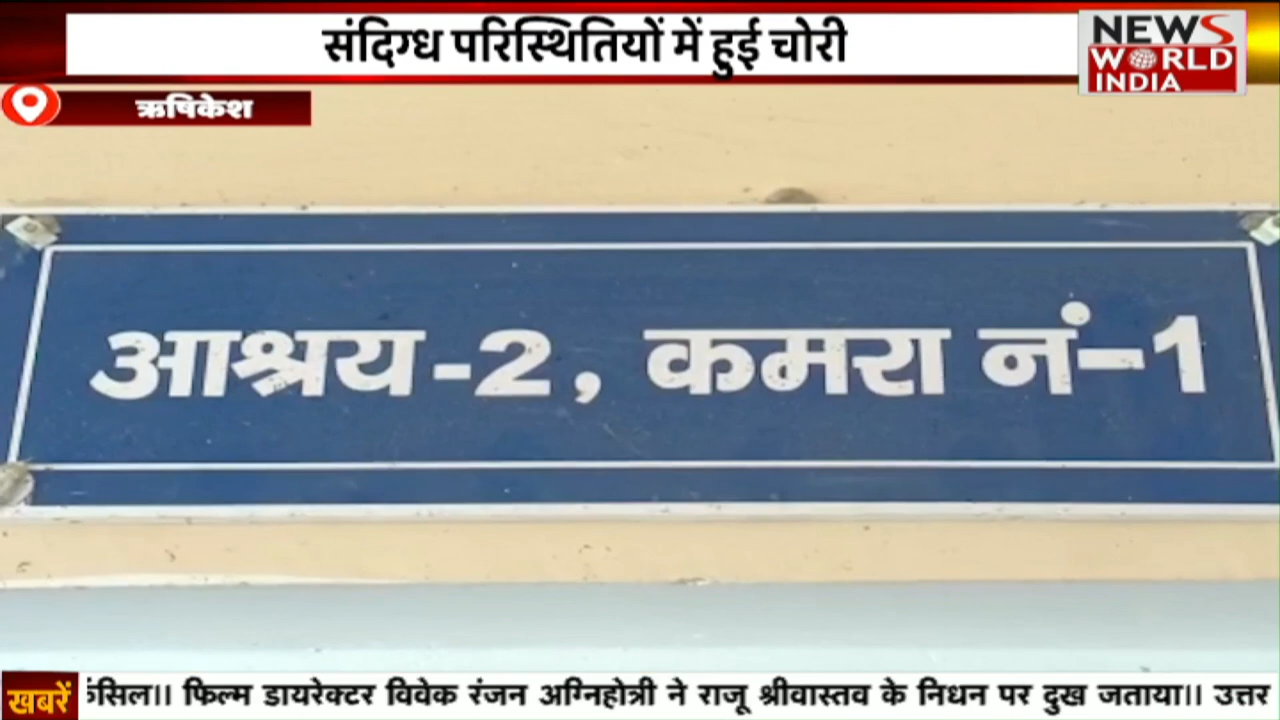 संदिग्ध परिस्थितियों में हुई चोरी
NEWS
WORLD
INDIA
ऋषिकेश
आश्रय-2, कमरा नं-1
खबरें
फिल्म डायरेक्टर विवेक रंजन अग्निहोत्री ने राजू श्रीवास्तव के निधन पर दुख जताया।। उत्तर